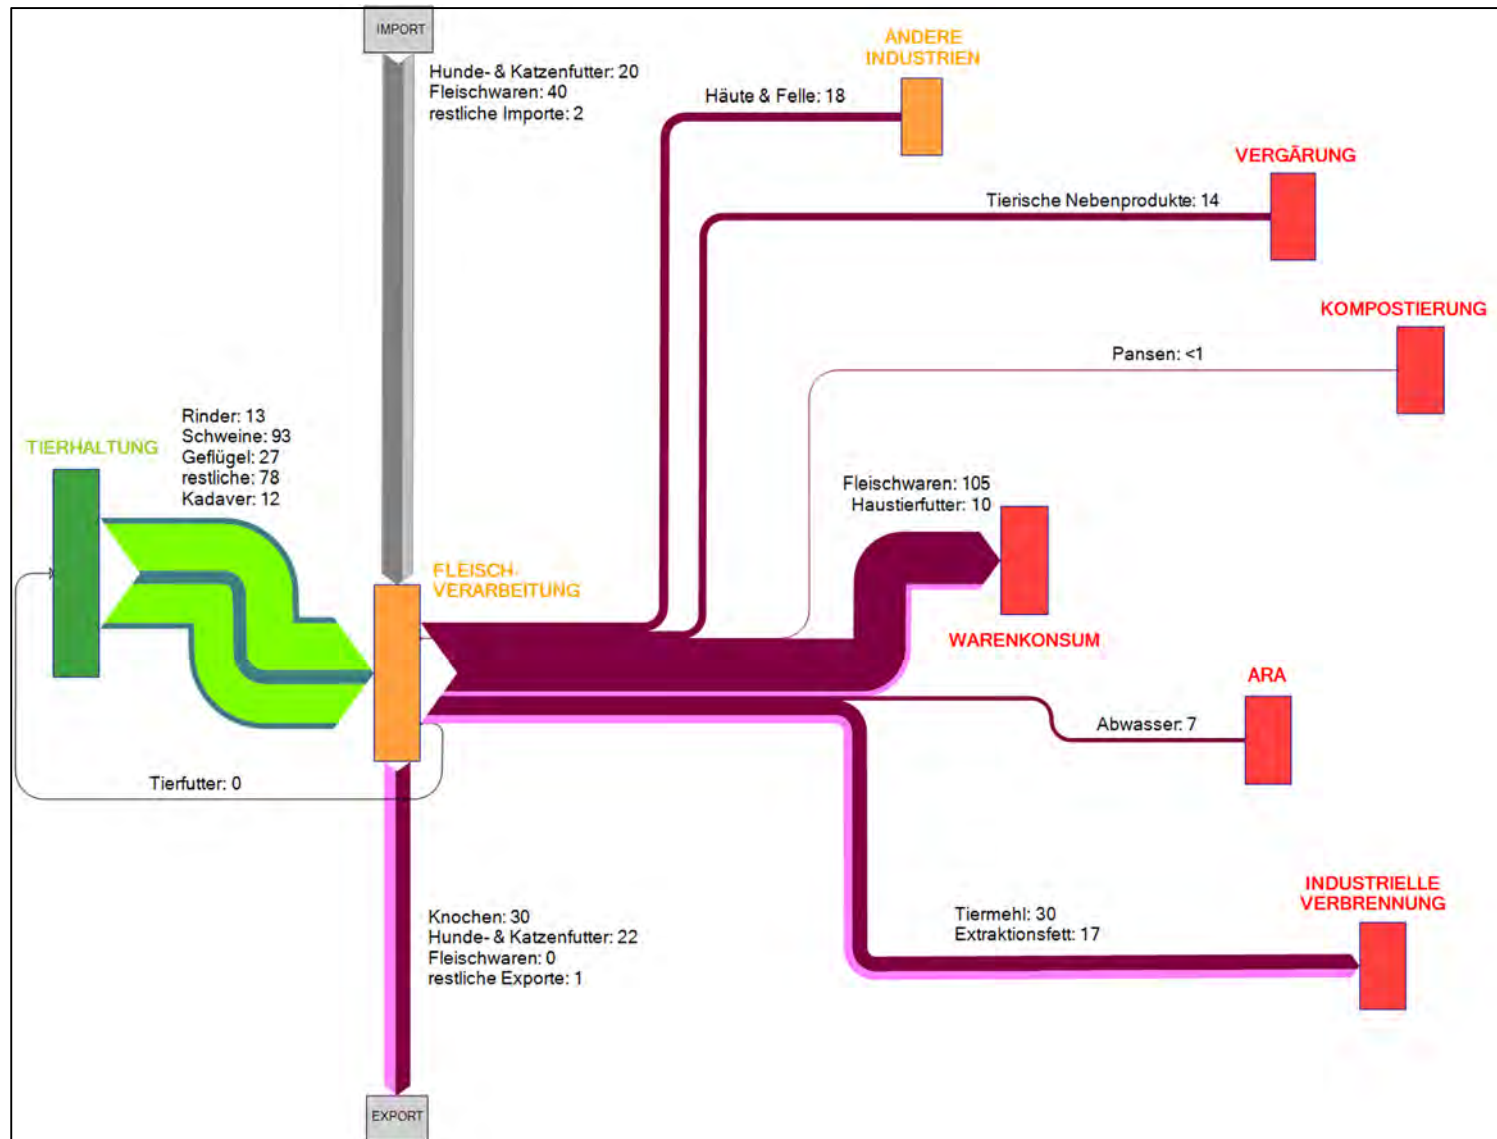 IMPORT
Hunde- & Katzenfutter: 20
Fleischwaren: 40
restliche Importe: 2
ANDERE
INDUSTRIEN
Häute & Felle: 18
VERGÄRUNG
Tierische Nebenprodukte: 14
KOMPOSTIERUNG
Pansen: <1
Rinder: 13
Schweine: 93
Geflügel: 27
restliche: 78
Kadaver: 12
TIERHALTUNG
Fleischwaren: 105
Haustierfutter: 10
FLEISCH-
VERARBEITUNG
WARENKONSUM
ARA
Abwasser: 7
Tierfutter: 0
INDUSTRIELLE
VERBRENNUNG
Tiermehl: 30
Extraktionsfett: 17
Knochen: 30
Hunde- & Katzenfutter: 22
Fleischwaren: 0
restliche Exporte: 1
EXPORT